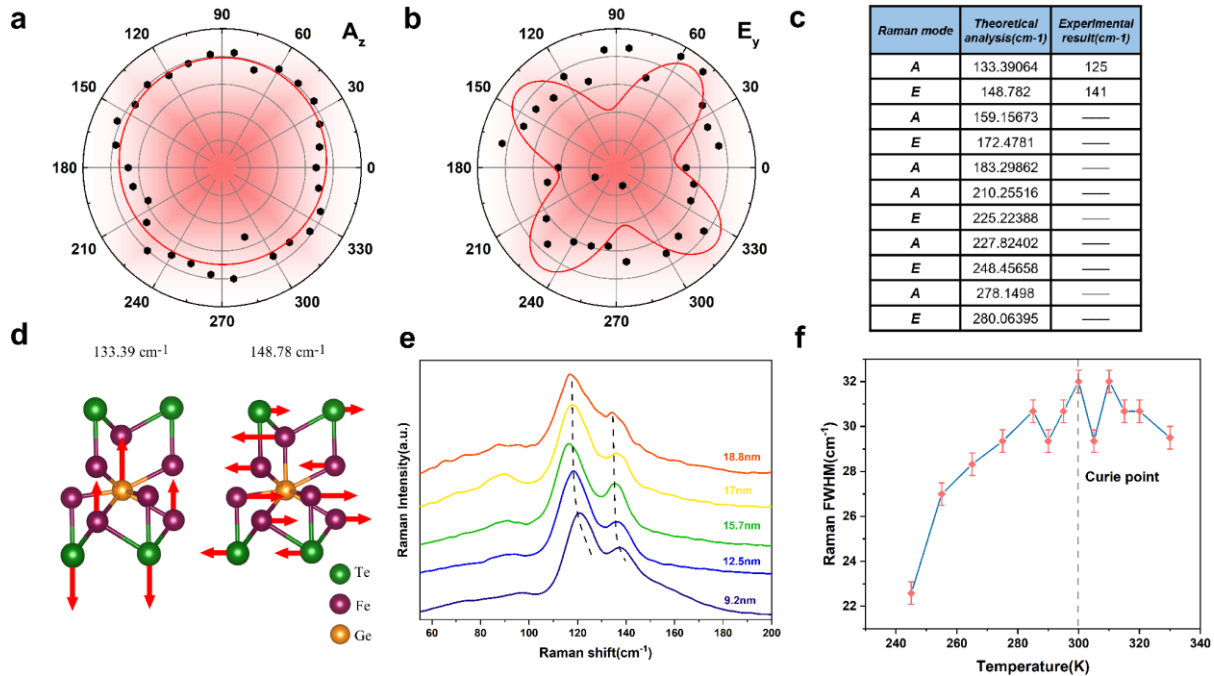 a
A_z
90
120
60
150
30
180
0
210
330
240
300
270
b
E_y
90
120
60
150
30
180
0
210
330
240
300
270
c
Raman mode Theoretical analysis(cm-1) Experimental result(cm-1)
A 133.39064 125
E 148.782 141
A 159.15673 ——
E 172.4781 ——
A 183.29862 ——
A 210.25516 ——
E 225.22388 ——
A 227.82402 ——
E 248.45658 ——
A 278.1498 ——
E 280.06395 ——
d
133.39 cm⁻¹ 148.78 cm⁻¹
Te
Fe
Ge
e
Raman Intensity(a.u.)
18.8nm
17nm
15.7nm
12.5nm
9.2nm
60 80 100 120 140 160 180 200
Raman shift(cm⁻¹)
f
Raman FWHM(cm⁻¹)
32
30
28
26
24
22
Curie point
240 260 280 300 320 340
Temperature(K)